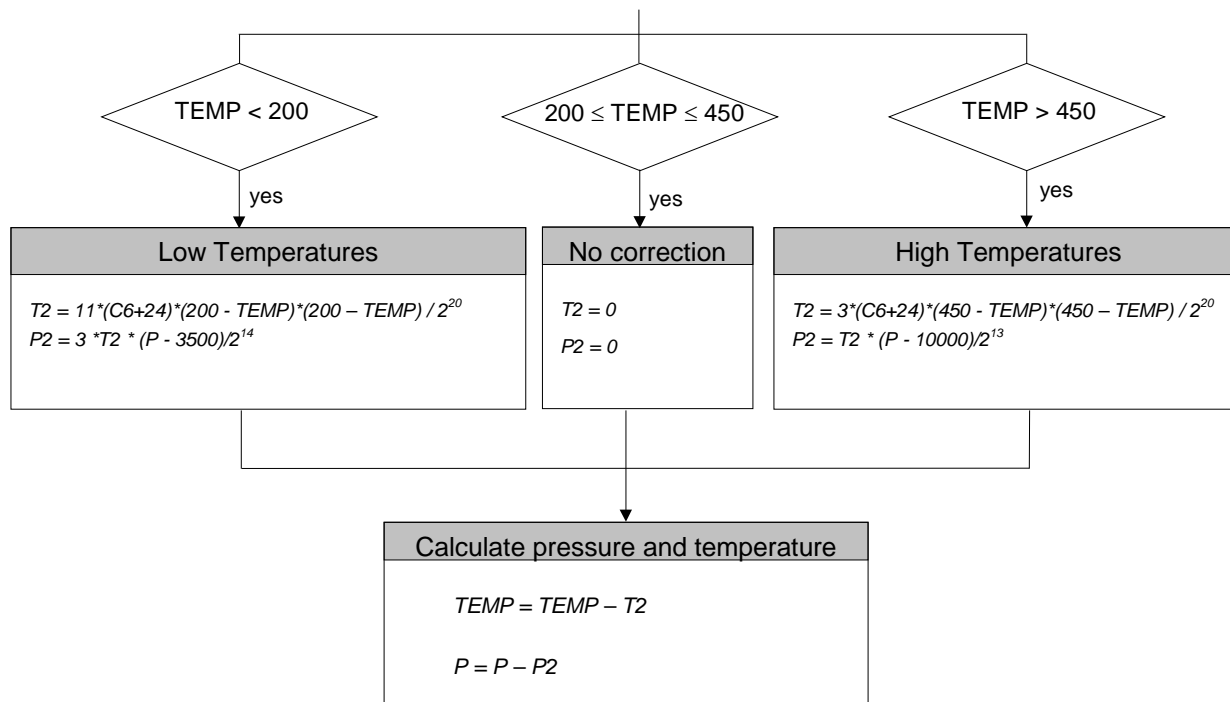 TEMP < 200
200 ≤ TEMP ≤ 450
TEMP > 450
yes
yes
yes
Low Temperatures
T2 = 11*(C6+24)*(200 - TEMP)*(200 – TEMP) / 2^20
P2 = 3 *T2 * (P - 3500)/2^14
No correction
T2 = 0
P2 = 0
High Temperatures
T2 = 3*(C6+24)*(450 - TEMP)*(450 – TEMP) / 2^20
P2 = T2 * (P - 10000)/2^13
Calculate pressure and temperature
TEMP = TEMP – T2
P = P – P2